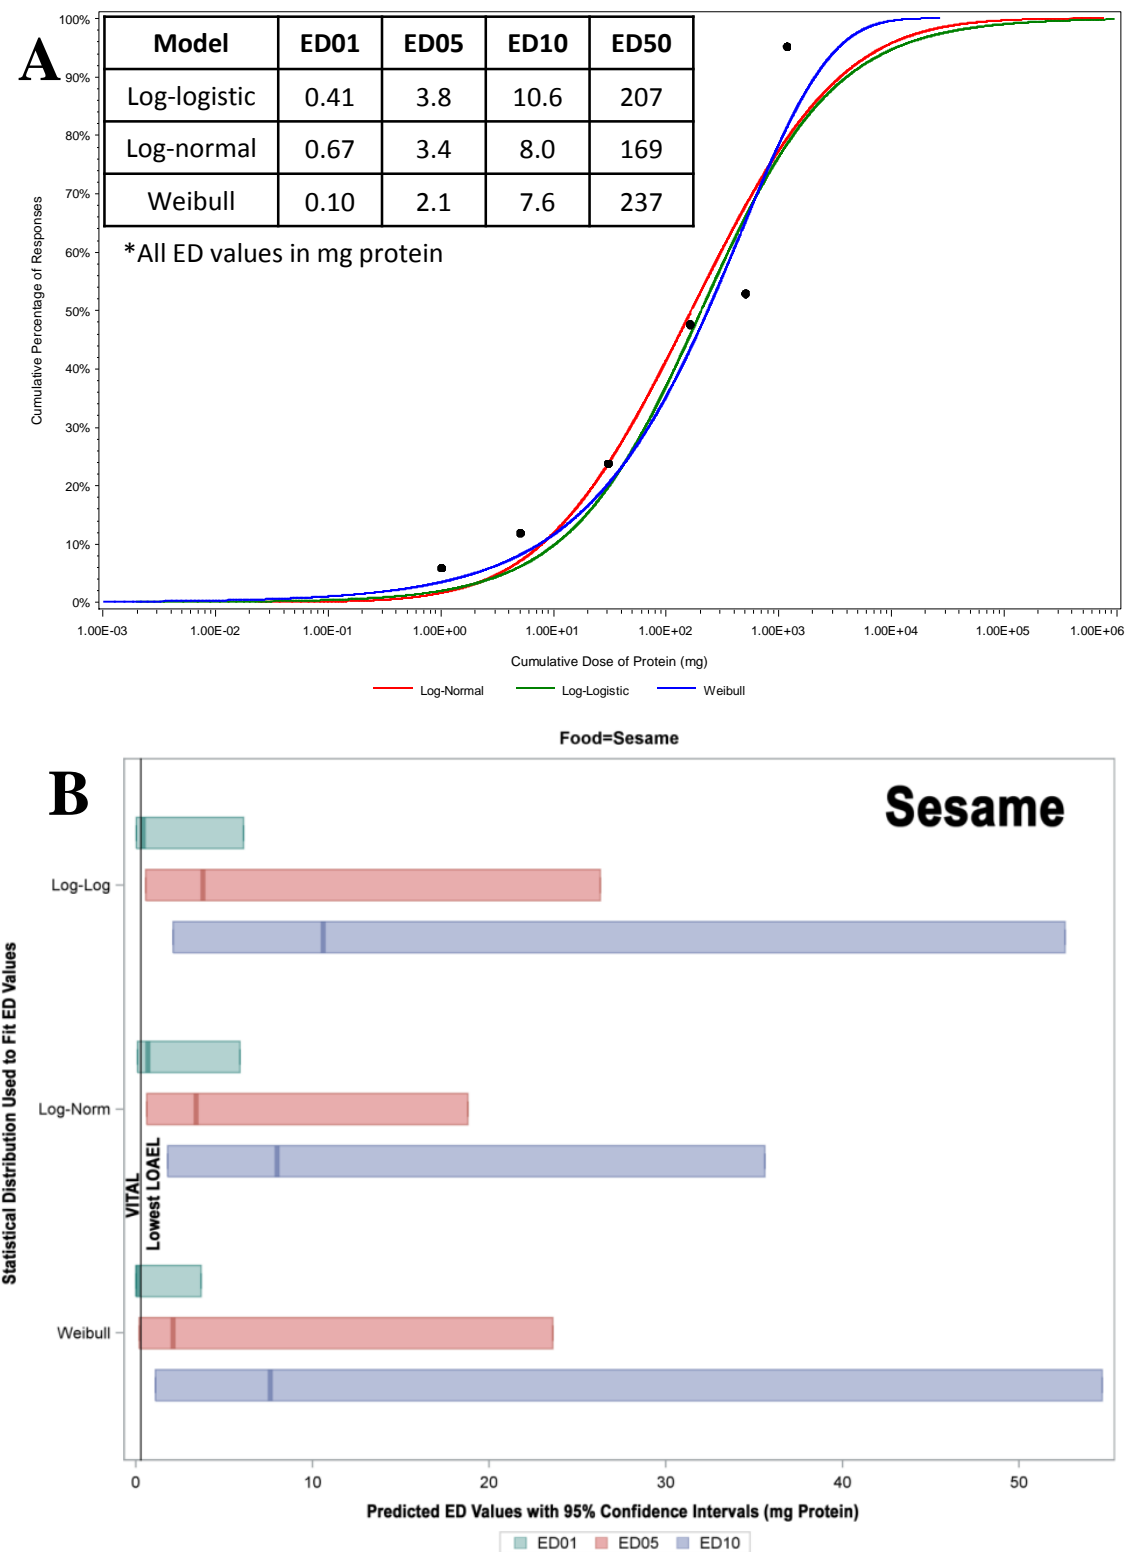 A
Model ED01 ED05 ED10 ED50
Log-logistic 0.41 3.8 10.6 207
Log-normal 0.67 3.4 8.0 169
Weibull 0.10 2.1 7.6 237
*All ED values in mg protein
Cumulative Percentage of Responses
100%
90%
80%
70%
60%
50%
40%
30%
20%
10%
0%
1.00E-03 1.00E-02 1.00E-01 1.00E+00 1.00E+01 1.00E+02 1.00E+03 1.00E+04 1.00E+05 1.00E+06
Cumulative Dose of Protein (mg)
Log-Normal Log-Logistic Weibull
Food=Sesame
B
Sesame
Statistical Distribution Used to Fit ED Values
Log-Log
Log-Norm
Weibull
VITAL
Lowest LOAEL
0 10 20 30 40 50
Predicted ED Values with 95% Confidence Intervals (mg Protein)
ED01 ED05 ED10